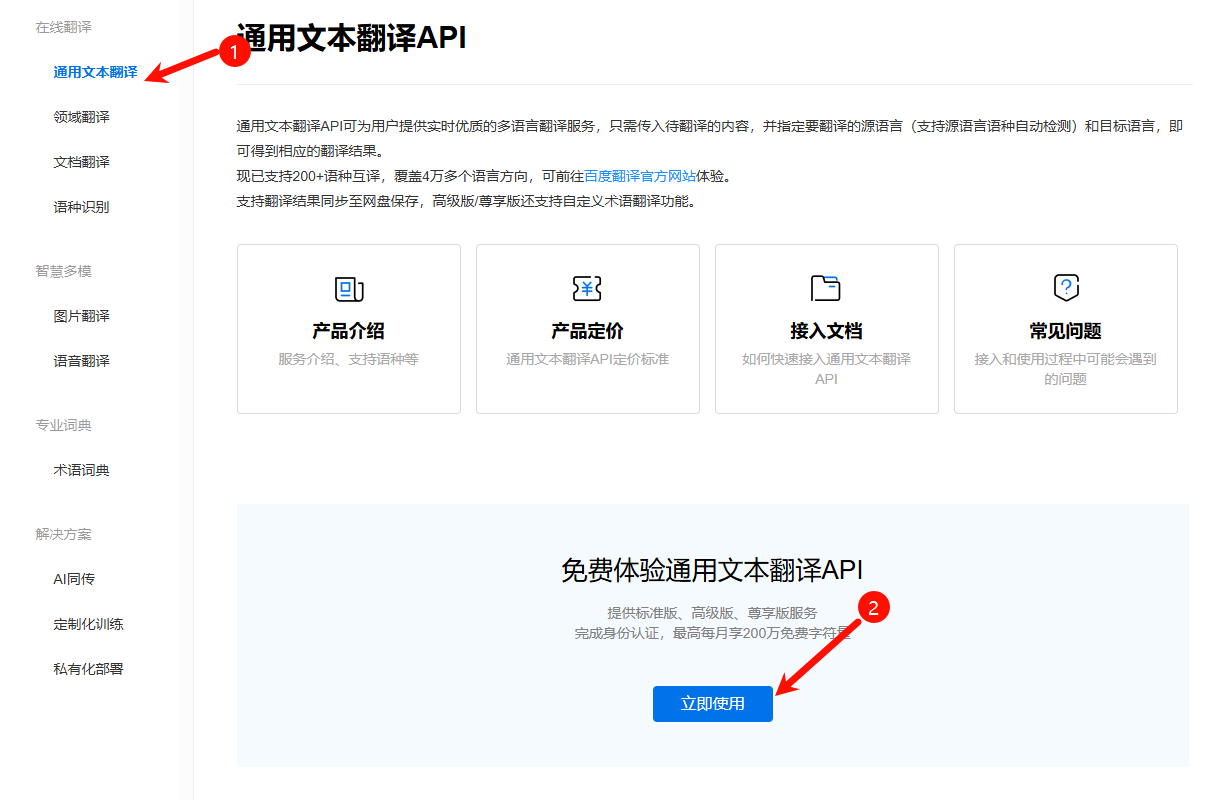 在线翻译
通用文本翻译
领域翻译
文档翻译
语种识别
智慧多模
图片翻译
语音翻译
专业词典
术语词典
解决方案
AI同传
定制化训练
私有化部署
1
通用文本翻译API
通用文本翻译API可为用户提供实时优质的多语言翻译服务，只需传入待翻译的内容，并指定要翻译的源语言（支持源语言语种自动检测）和目标语言，即
可得到相应的翻译结果。
现已支持200+语种互译，覆盖4万多个语言方向，可前往百度翻译官方网站体验。
支持翻译结果同步至网盘保存，高级版/尊享版还支持自定义术语翻译功能。
产品介绍
服务介绍、支持语种等
产品定价
通用文本翻译API定价标准
接入文档
如何快速接入通用文本翻译
API
常见问题
接入和使用过程中可能会遇到
的问题
免费体验通用文本翻译API
提供标准版、高级版、尊享版服务
完成身份认证，最高每月享200万免费字符量
2
立即使用